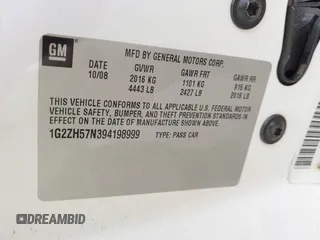 GM
MFD BY GENERAL MOTORS CORP.
DATE GVWR GAWR FRT GAWR RR
10/08 2016 KG 1101 KG 915 KG
4443 LB 2427 LB 2016 LB
THIS VEHICLE CONFORMS TO ALL APPLICABLE U.S. FEDERAL MOTOR
VEHICLE SAFETY, BUMPER, AND THEFT PREVENTION STANDARDS IN
EFFECT ON THE DATE OF MANUFACTURE SHOWN ABOVE.
1G2ZH57N394198999 TYPE: PASS CAR
DREAMBID